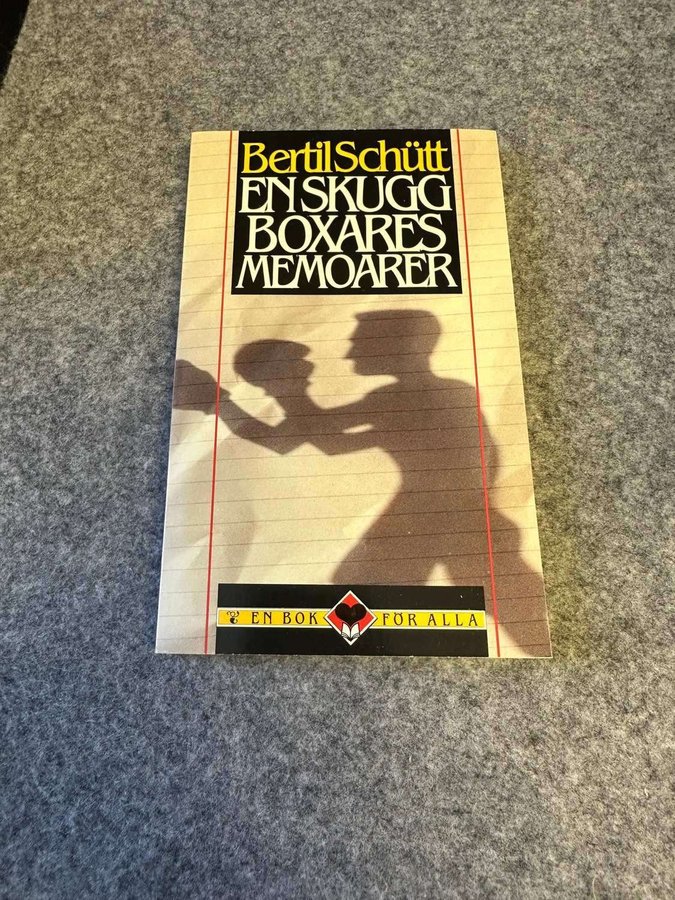 Bertil Schütt
EN SKUGG
BOXARES
MEMOARER
EN BOK FÖR ALLA